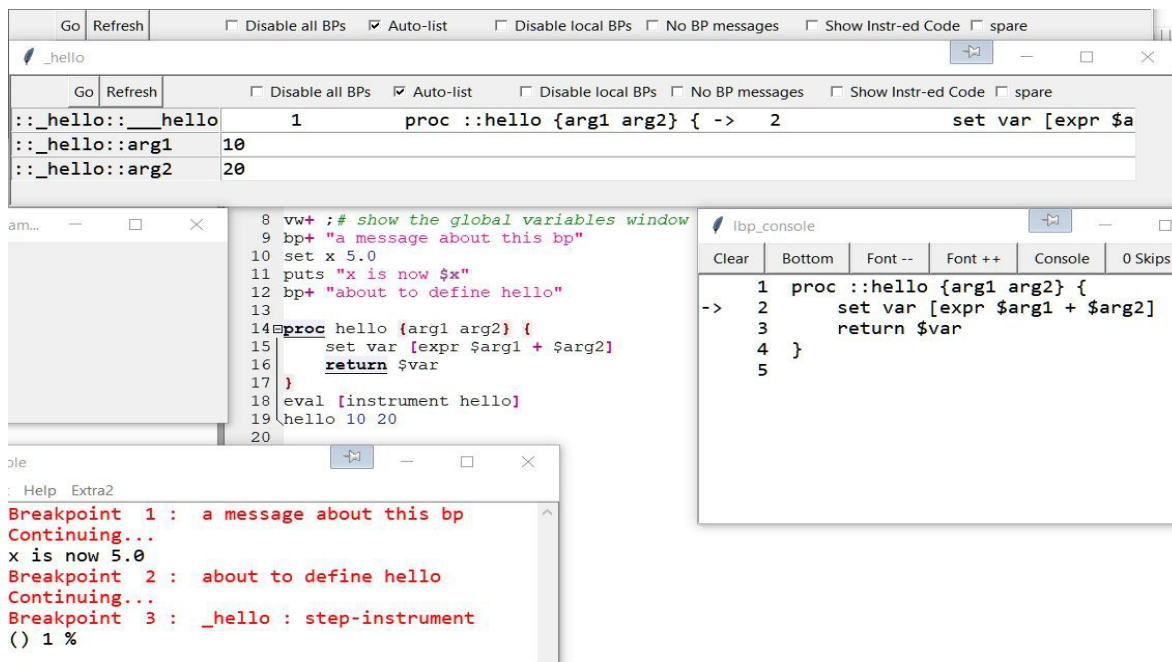 Go Refresh Disable all BPs Auto-list Disable local BPs No BP messages Show Instr-ed Code spare
_hello
Go Refresh Disable all BPs Auto-list Disable local BPs No BP messages Show Instr-ed Code spare
::_hello::___hello 1 proc ::hello {arg1 arg2} { -> 2 set var [expr $a
::_hello::arg1 10
::_hello::arg2 20
am...
8 vw+ ;# show the global variables window
9 bp+ "a message about this bp"
10 set x 5.0
11 puts "x is now $x"
12 bp+ "about to define hello"
13
14 proc hello {arg1 arg2} {
15 set var [expr $arg1 + $arg2]
16 return $var
17 }
18 eval [instrument hello]
19 hello 10 20
20
lbp_console
Clear Bottom Font -- Font ++ Console 0 Skips
1 proc ::hello {arg1 arg2} {
-> 2 set var [expr $arg1 + $arg2]
3 return $var
4 }
5
ole
Help Extra2
Breakpoint 1 : a message about this bp
Continuing...
x is now 5.0
Breakpoint 2 : about to define hello
Continuing...
Breakpoint 3 : _hello : step-instrument
() 1 %